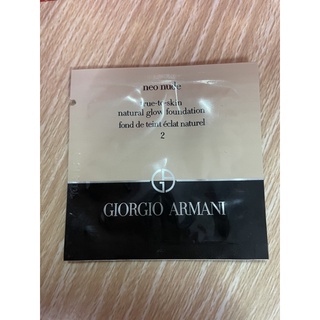 neo nude
true-to-skin
natural glow foundation
fond de teint éclat naturel
2
GIORGIO ARMANI